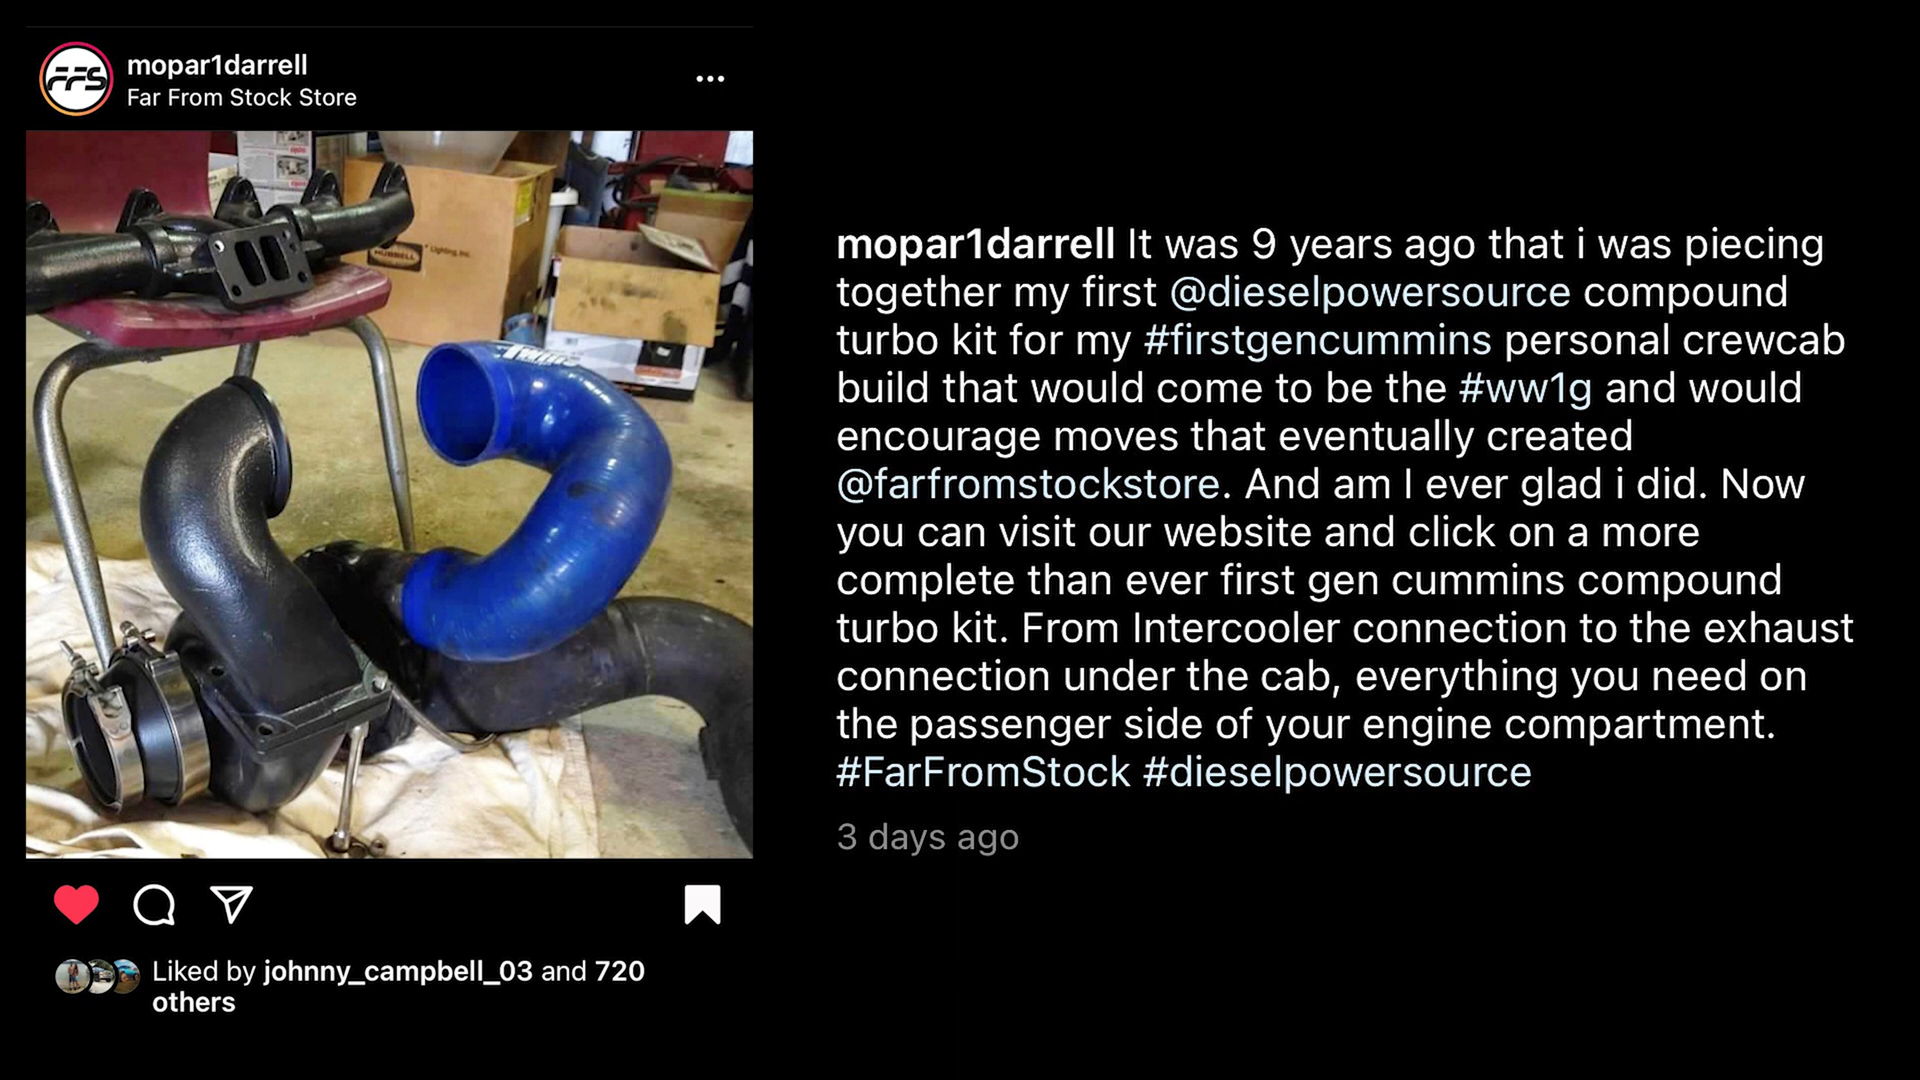 FFS
mopar1darrell
Far From Stock Store
HUBBELL
Lighting, Inc.
Liked by johnny_campbell_03 and 720
others
mopar1darrell It was 9 years ago that i was piecing
together my first @dieselpowersource compound
turbo kit for my #firstgencummins personal crewcab
build that would come to be the #ww1g and would
encourage moves that eventually created
@farfromstockstore. And am I ever glad i did. Now
you can visit our website and click on a more
complete than ever first gen cummins compound
turbo kit. From Intercooler connection to the exhaust
connection under the cab, everything you need on
the passenger side of your engine compartment.
#FarFromStock #dieselpowersource
3 days ago